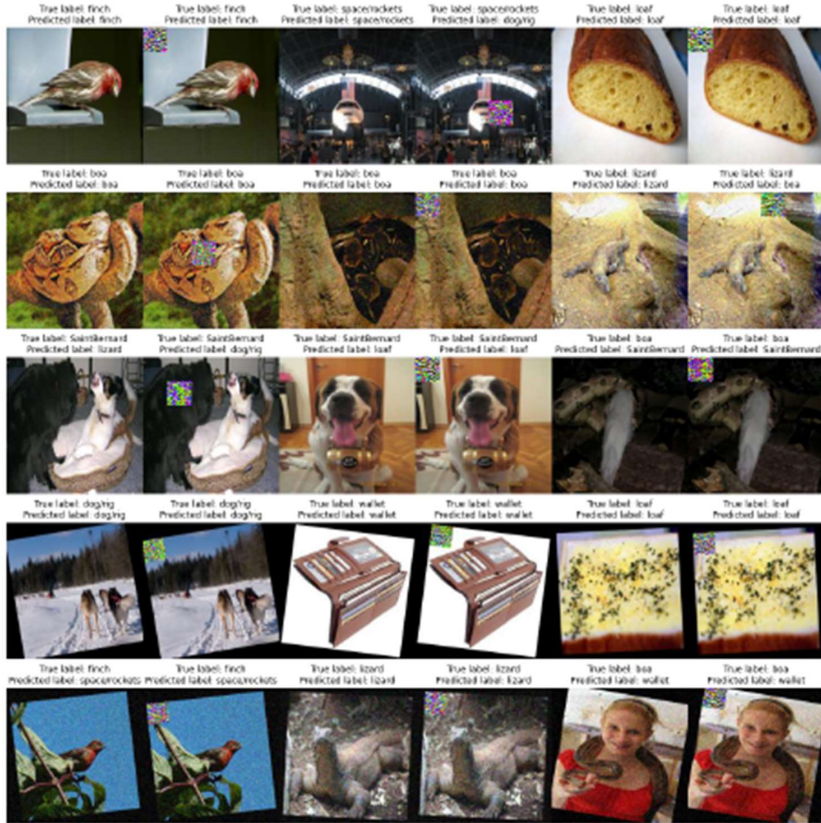 True label: finch
Predicted label: finch
True label: finch
Predicted label: finch
True label: space/rockets
Predicted label: space/rockets
True label: space/rockets
Predicted label: dog/rig
True label: loaf
Predicted label: loaf
True label: loaf
Predicted label: loaf
True label: boa
Predicted label: boa
True label: boa
Predicted label: boa
True label: boa
Predicted label: boa
True label: boa
Predicted label: boa
True label: lizard
Predicted label: lizard
True label: lizard
Predicted label: boa
True label: SaintBernard
Predicted label: lizard
True label: SaintBernard
Predicted label: dog/rig
True label: SaintBernard
Predicted label: loaf
True label: SaintBernard
Predicted label: loaf
True label: boa
Predicted label: SaintBernard
True label: boa
Predicted label: SaintBernard
True label: dog/rig
Predicted label: dog/rig
True label: dog/rig
Predicted label: dog/rig
True label: wallet
Predicted label: wallet
True label: wallet
Predicted label: wallet
True label: loaf
Predicted label: loaf
True label: loaf
Predicted label: loaf
True label: finch
Predicted label: space/rockets
True label: finch
Predicted label: space/rockets
True label: lizard
Predicted label: lizard
True label: lizard
Predicted label: lizard
True label: boa
Predicted label: wallet
True label: boa
Predicted label: wallet